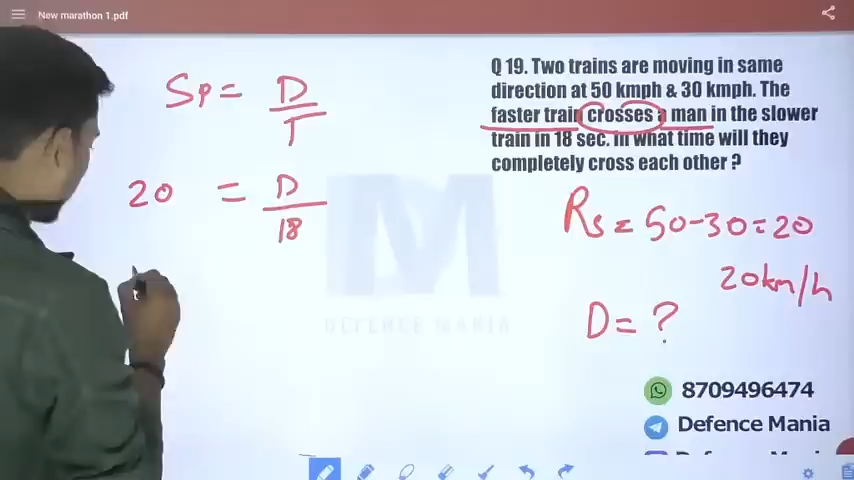 New marathon 1.pdf
Sp = D/T
20 = D/18
Q 19. Two trains are moving in same
direction at 50 kmph & 30 kmph. The
faster train crosses a man in the slower
train in 18 sec. In what time will they
completely cross each other ?
Rs = 50-30=20
20km/h
D = ?
DM
DEFENCE MANIA
8709496474
Defence Mania